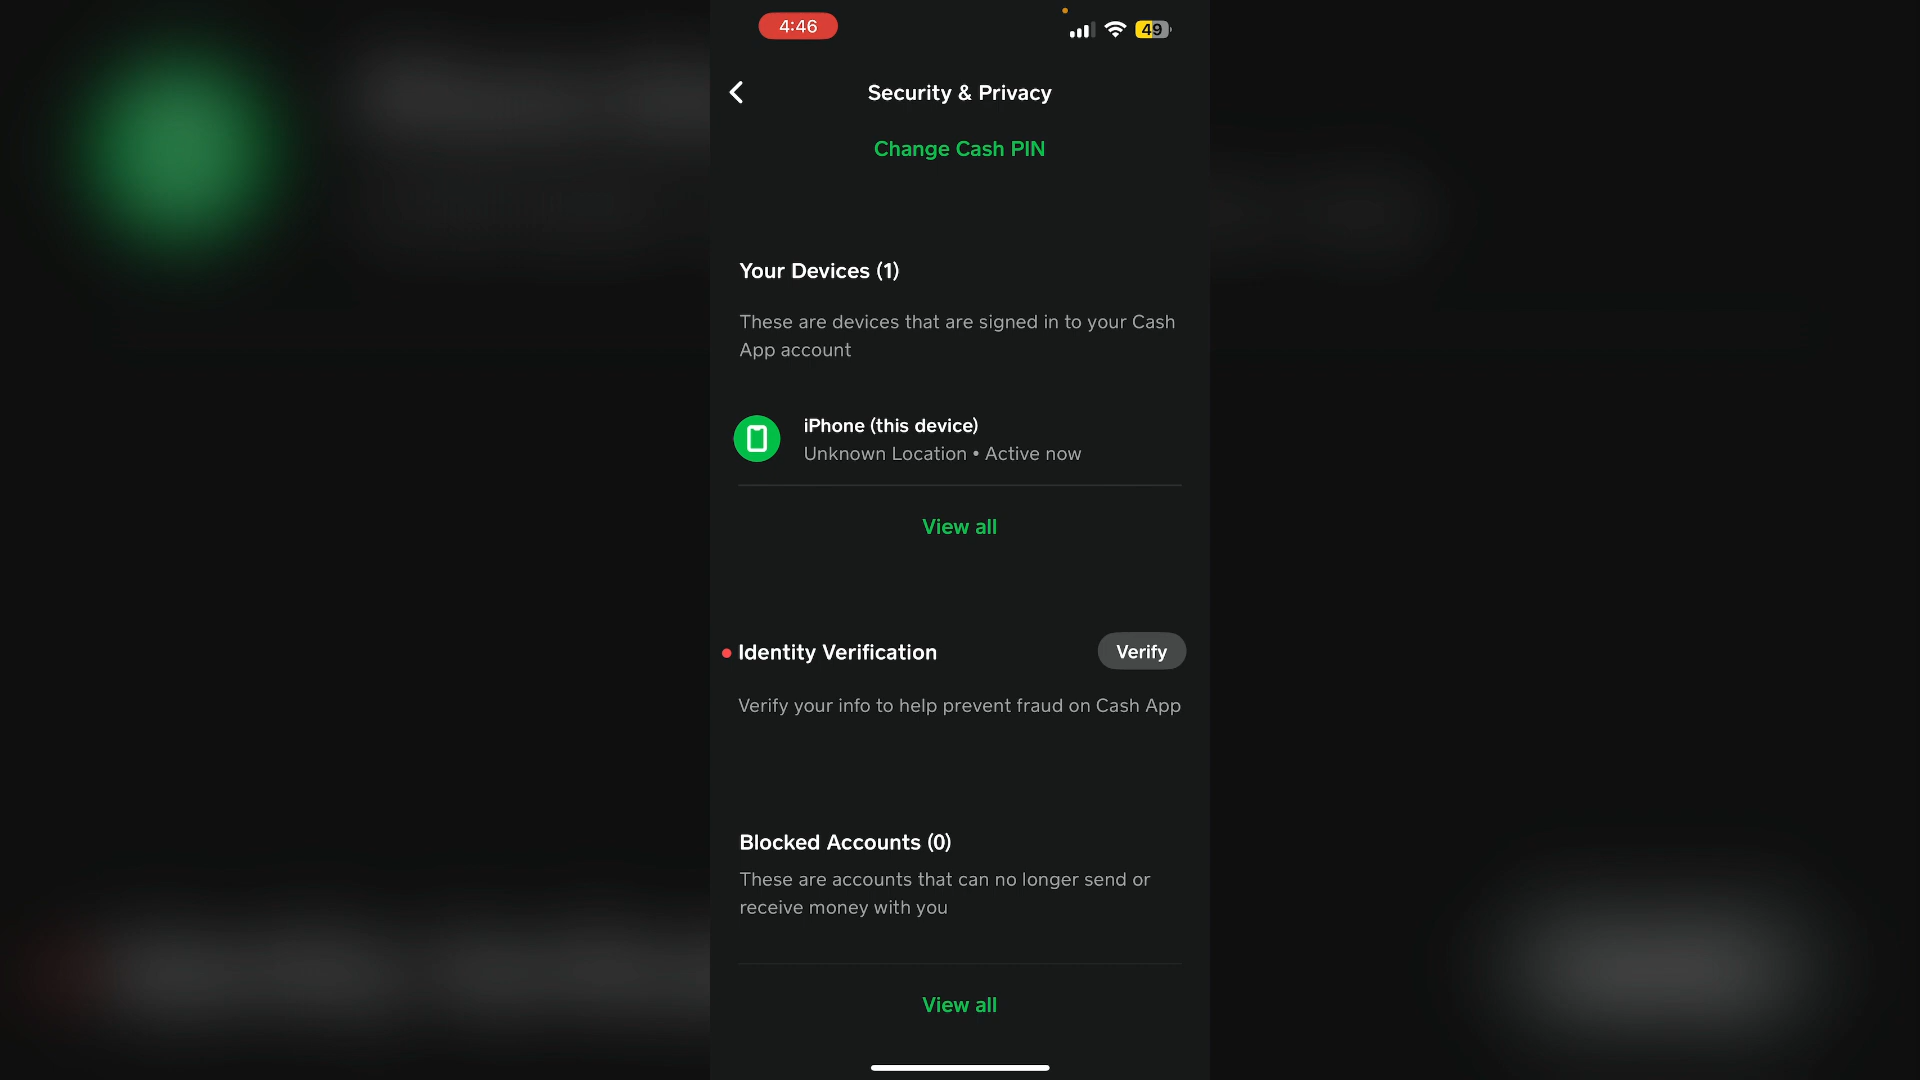 4:46
49
Security & Privacy
Change Cash PIN
Your Devices (1)
These are devices that are signed in to your Cash
App account
iPhone (this device)
Unknown Location • Active now
View all
Identity Verification
Verify
Verify your info to help prevent fraud on Cash App
Blocked Accounts (0)
These are accounts that can no longer send or
receive money with you
View all